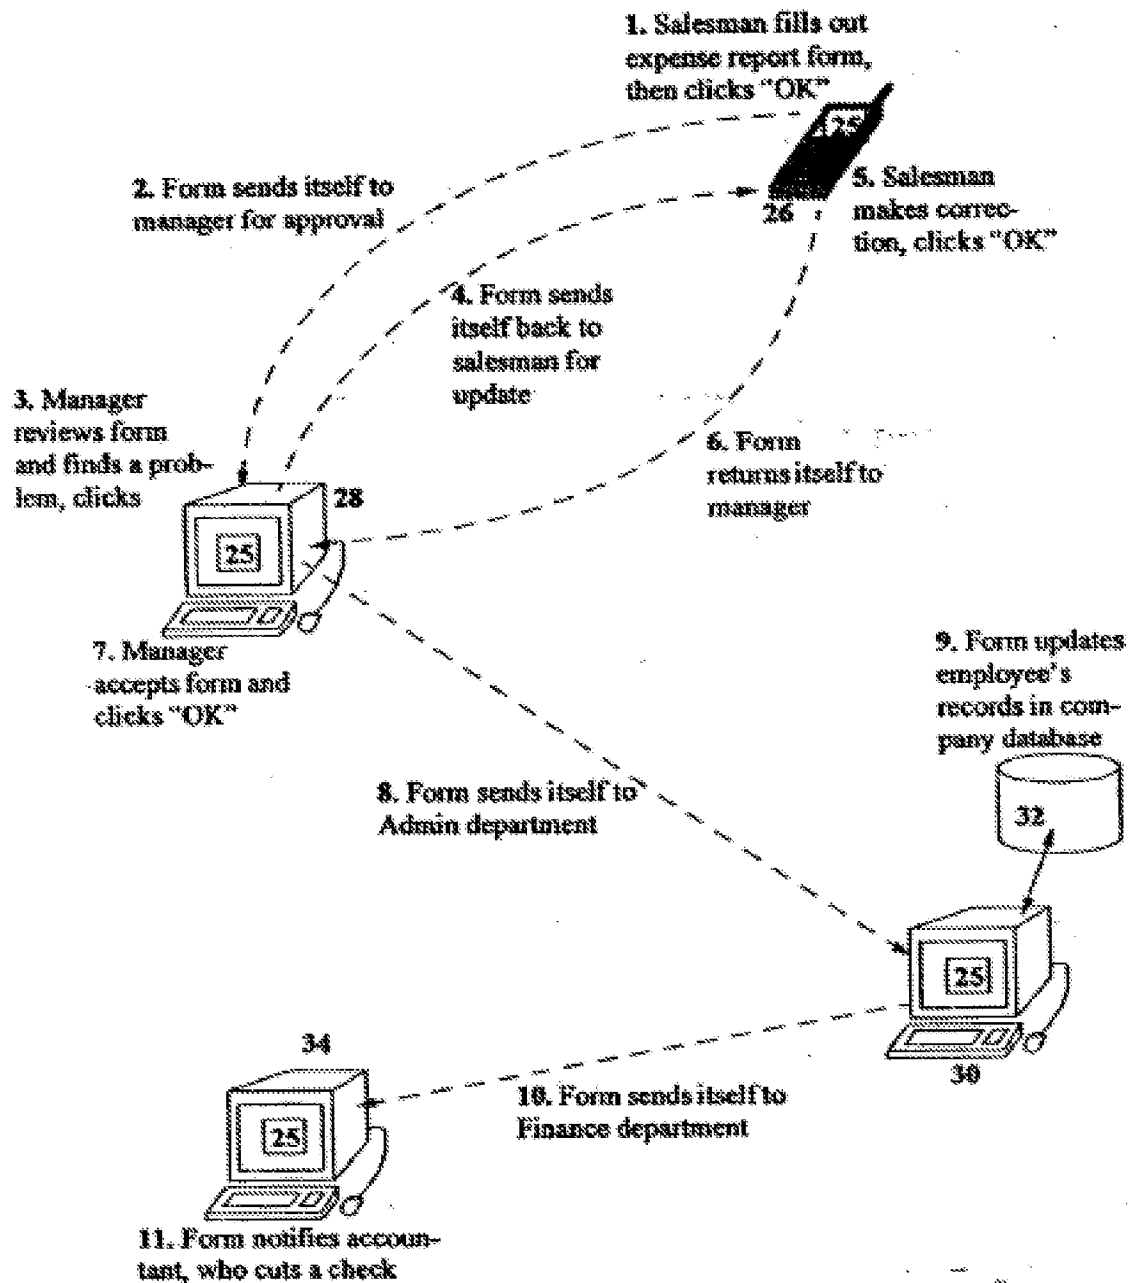 1. Salesman fills out
expense report form,
then clicks "OK"
25
2. Form sends itself to
manager for approval
26
5. Salesman
makes correc-
tion, clicks "OK"
4. Form sends
itself back to
salesman for
update
3. Manager
reviews form
and finds a prob-
lem, clicks
28
25
6. Form
returns itself to
manager
7. Manager
accepts form and
clicks "OK"
9. Form updates
employee's
records in com-
pany database
32
8. Form sends itself to
Admin department
25
30
34
25
10. Form sends itself to
Finance department
11. Form notifies accoun-
tant, who cuts a check